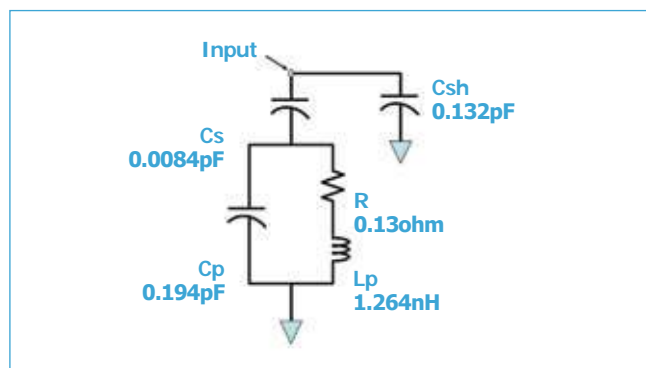 Input
Csh
0.132pF
Cs
0.0084pF
R
0.13ohm
Cp
0.194pF
Lp
1.264nH